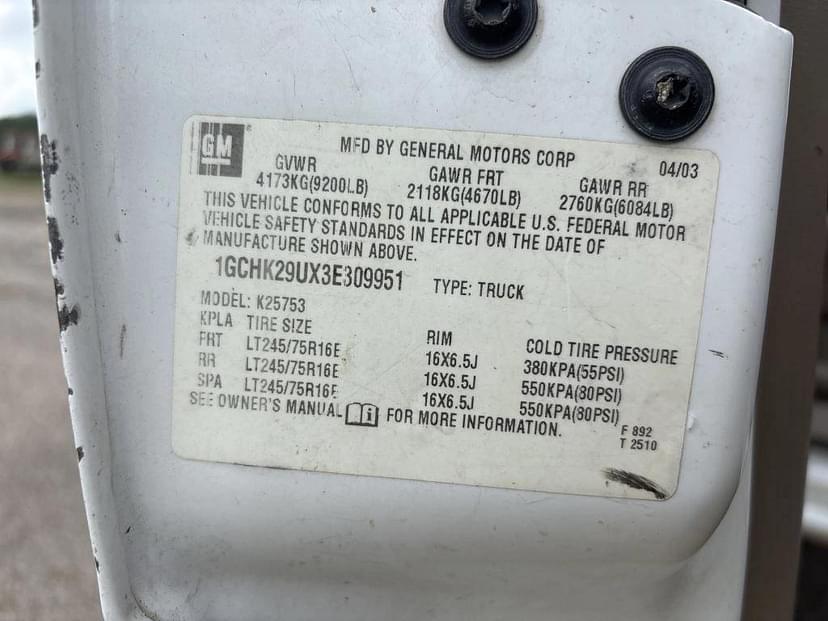 GM
MFD BY GENERAL MOTORS CORP 04/03
GVWR GAWR FRT GAWR RR
4173KG(9200LB) 2118KG(4670LB) 2760KG(6084LB)
THIS VEHICLE CONFORMS TO ALL APPLICABLE U.S. FEDERAL MOTOR
VEHICLE SAFETY STANDARDS IN EFFECT ON THE DATE OF
MANUFACTURE SHOWN ABOVE.
1GCHK29UX3E309951 TYPE: TRUCK
MODEL: K25753
KPLA TIRE SIZE RIM COLD TIRE PRESSURE
FRT LT245/75R16E 16X6.5J 380KPA(55PSI)
RR LT245/75R16E 16X6.5J 550KPA(80PSI)
SPA LT245/75R16E 16X6.5J 550KPA(80PSI)
SEE OWNER'S MANUAL FOR MORE INFORMATION.
F 892
T 2510